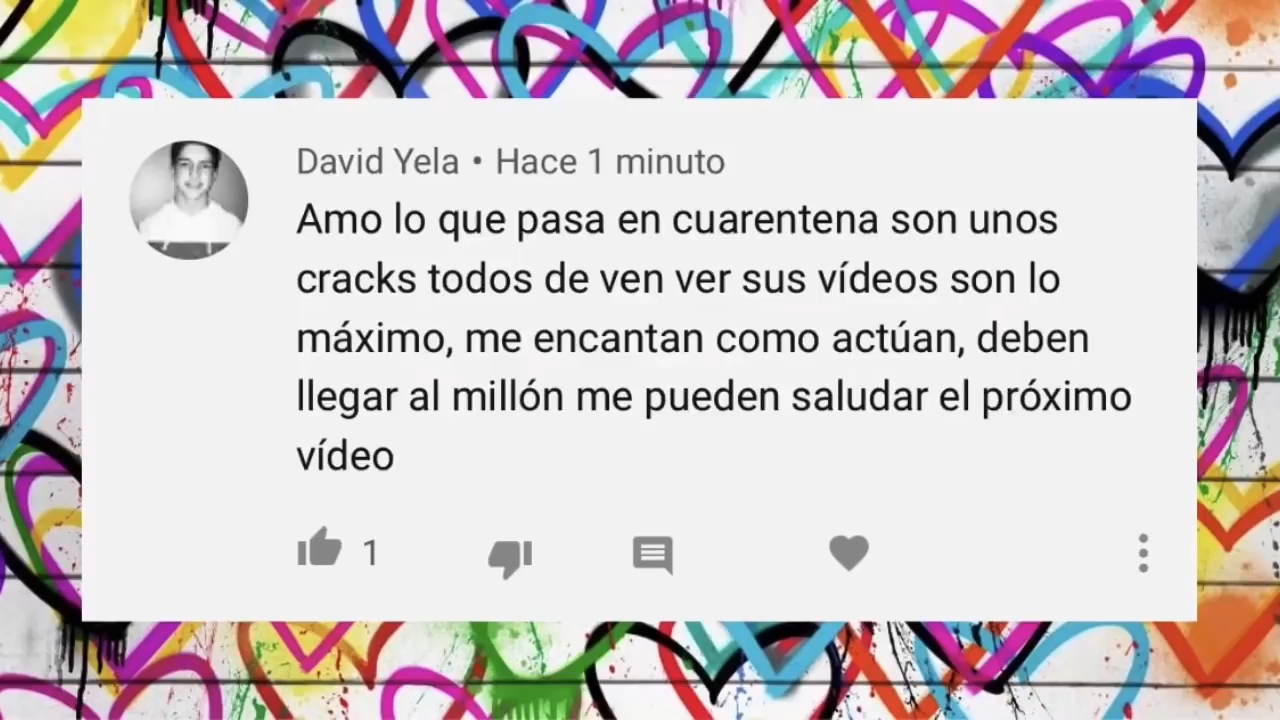 David Yela • Hace 1 minuto
Amo lo que pasa en cuarentena son unos
cracks todos de ven ver sus vídeos son lo
máximo, me encantan como actúan, deben
llegar al millón me pueden saludar el próximo
vídeo
1